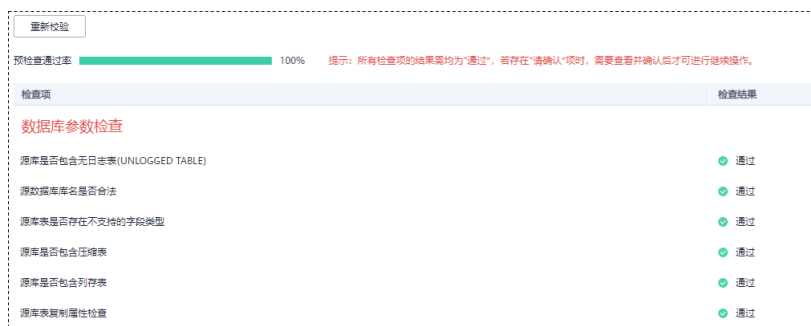 重新校验
预检查通过率 100% 提示：所有检查项的结果需均为“通过”，若存在“请确认”项时，需要查看并确认后才可进行继续操作。
检查项 检查结果
数据库参数检查
源库是否包含无日志表(UNLOGGED TABLE) 通过
源数据库库名是否合法 通过
源库表是否存在不支持的字段类型 通过
源库是否包含压缩表 通过
源库是否包含列存表 通过
源库表复制属性检查 通过